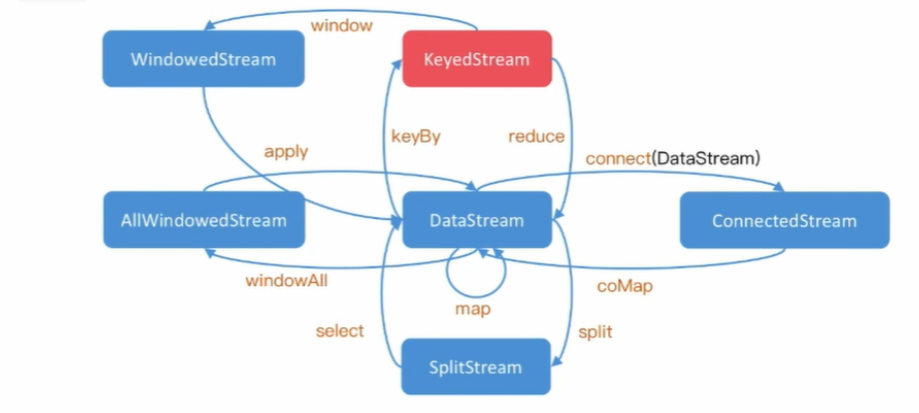 window
WindowedStream
KeyedStream
keyBy
reduce
apply
connect(DataStream)
AllWindowedStream
DataStream
ConnectedStream
windowAll
map
coMap
select
split
SplitStream